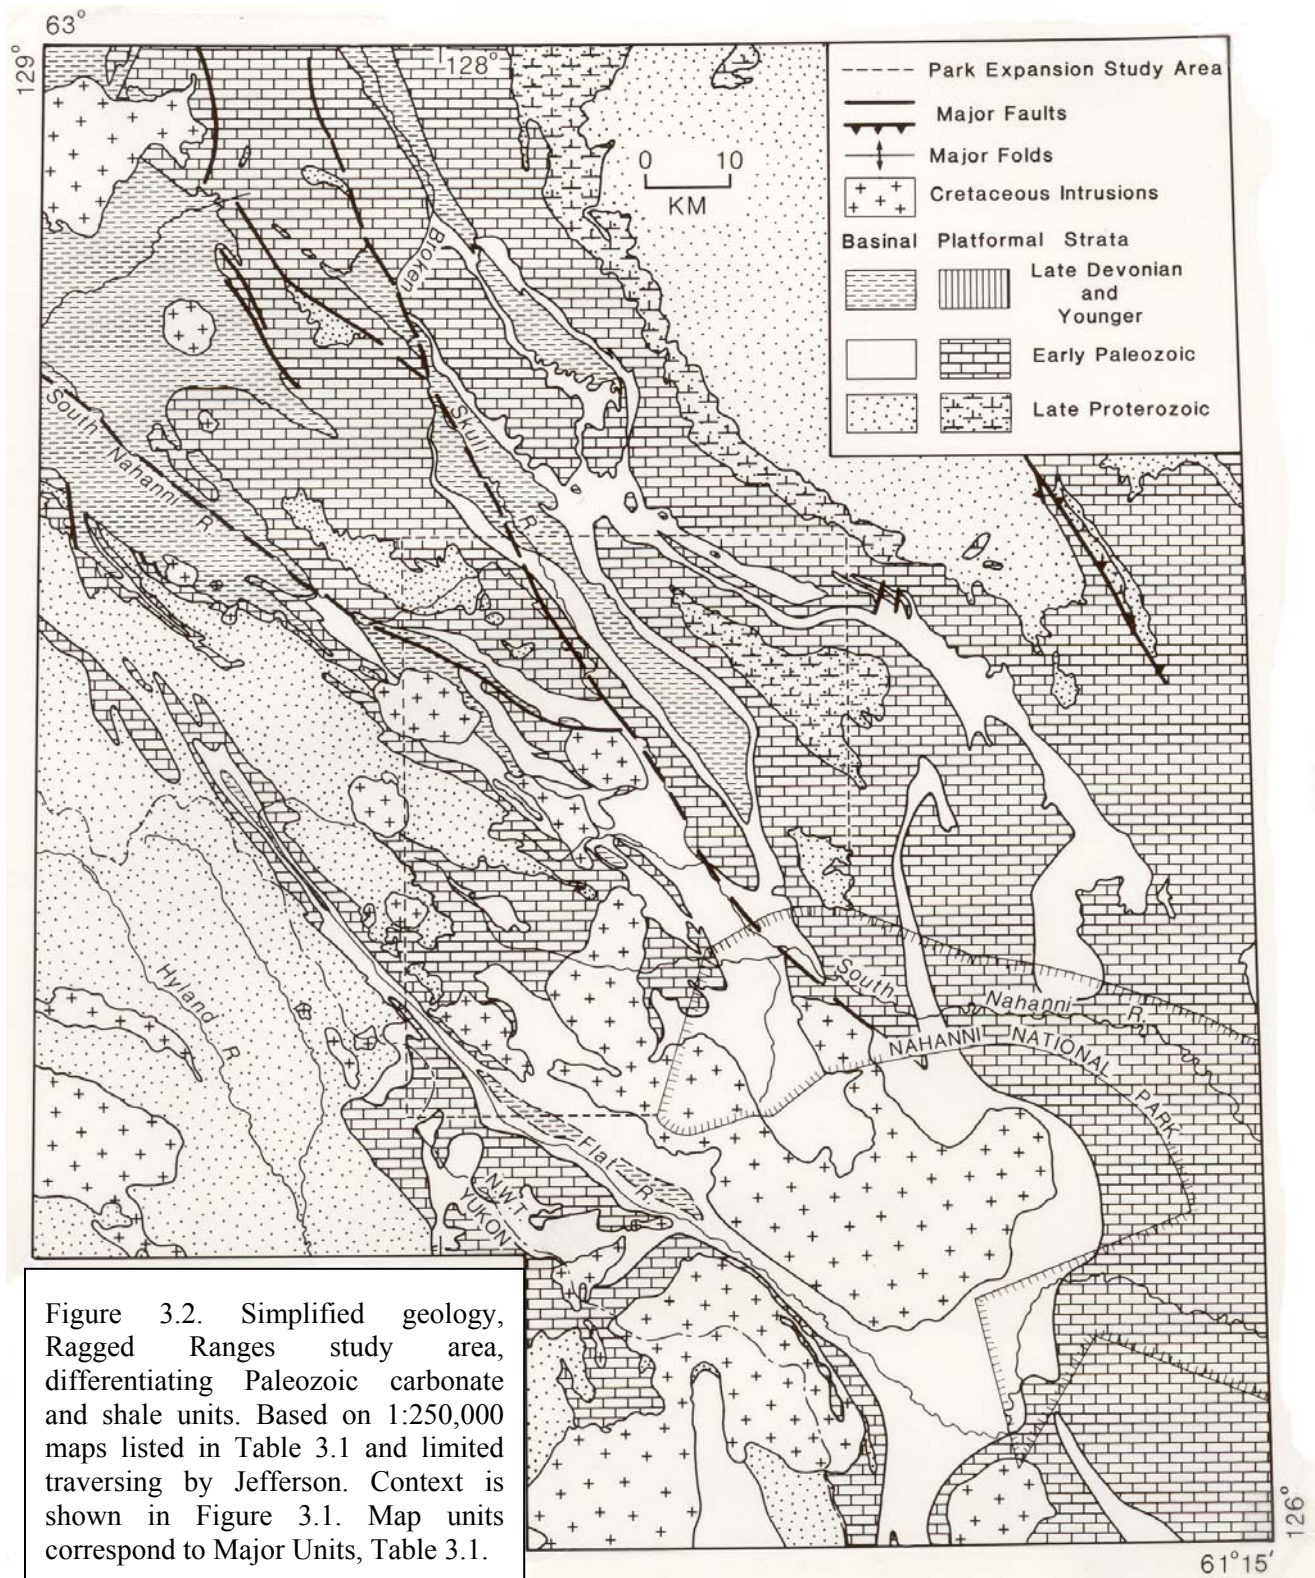 63°
129°
128°
Park Expansion Study Area
Major Faults
Major Folds
Cretaceous Intrusions
Basinal Platformal Strata
Late Devonian
and
Younger
Early Paleozoic
Late Proterozoic
0 10
KM
Broken
Skull
R
South Nahanni
R
Hyland
R
South
Nahanni
R.
NAHANNI NATIONAL PARK
Flat
R.
NWT
YUKON
126°
61°15'
Figure 3.2. Simplified geology,
Ragged Ranges study area,
differentiating Paleozoic carbonate
and shale units. Based on 1:250,000
maps listed in Table 3.1 and limited
traversing by Jefferson. Context is
shown in Figure 3.1. Map units
correspond to Major Units, Table 3.1.